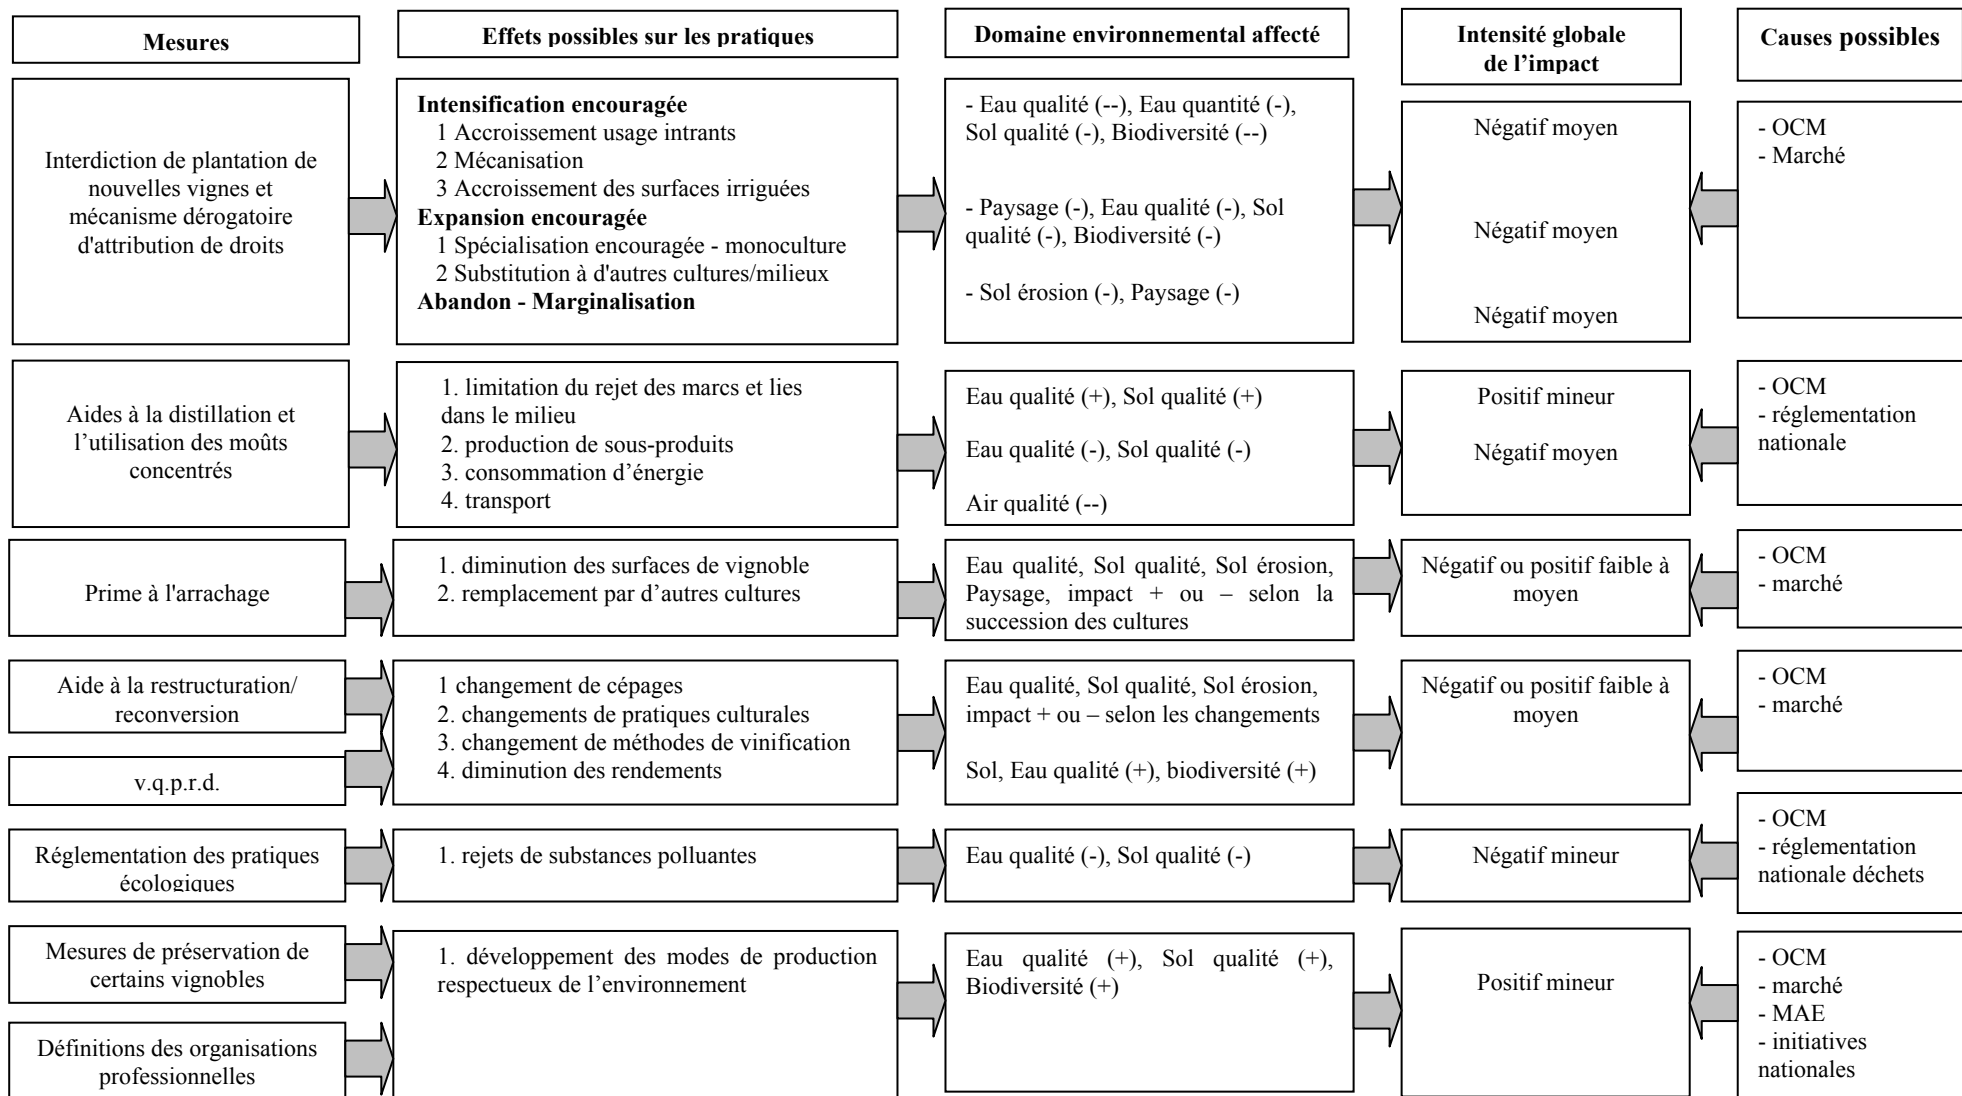 Mesures
Effets possibles sur les pratiques
Domaine environnemental affecté
Intensité globale
de l’impact
Causes possibles
Interdiction de plantation de
nouvelles vignes et
mécanisme dérogatoire
d'attribution de droits
Intensification encouragée
1 Accroissement usage intrants
2 Mécanisation
3 Accroissement des surfaces irriguées
Expansion encouragée
1 Spécialisation encouragée - monoculture
2 Substitution à d'autres cultures/milieux
Abandon - Marginalisation
- Eau qualité (--), Eau quantité (-),
Sol qualité (-), Biodiversité (--)
- Paysage (-), Eau qualité (-), Sol
qualité (-), Biodiversité (-)
- Sol érosion (-), Paysage (-)
Négatif moyen
Négatif moyen
Négatif moyen
- OCM
- Marché
Aides à la distillation et
l’utilisation des moûts
concentrés
1. limitation du rejet des marcs et lies
dans le milieu
2. production de sous-produits
3. consommation d’énergie
4. transport
Eau qualité (+), Sol qualité (+)
Eau qualité (-), Sol qualité (-)
Air qualité (--)
Positif mineur
Négatif moyen
- OCM
- réglementation
nationale
Prime à l'arrachage
1. diminution des surfaces de vignoble
2. remplacement par d’autres cultures
Eau qualité, Sol qualité, Sol érosion,
Paysage, impact + ou – selon la
succession des cultures
Négatif ou positif faible à
moyen
- OCM
- marché
Aide à la restructuration/
reconversion
v.q.p.r.d.
1 changement de cépages
2. changements de pratiques culturales
3. changement de méthodes de vinification
4. diminution des rendements
Eau qualité, Sol qualité, Sol érosion,
impact + ou – selon les changements
Sol, Eau qualité (+), biodiversité (+)
Négatif ou positif faible à
moyen
- OCM
- marché
Réglementation des pratiques
écologiques
1. rejets de substances polluantes
Eau qualité (-), Sol qualité (-)
Négatif mineur
- OCM
- réglementation
nationale déchets
Mesures de préservation de
certains vignobles
Définitions des organisations
professionnelles
1. développement des modes de production
respectueux de l’environnement
Eau qualité (+), Sol qualité (+),
Biodiversité (+)
Positif mineur
- OCM
- marché
- MAE
- initiatives
nationales